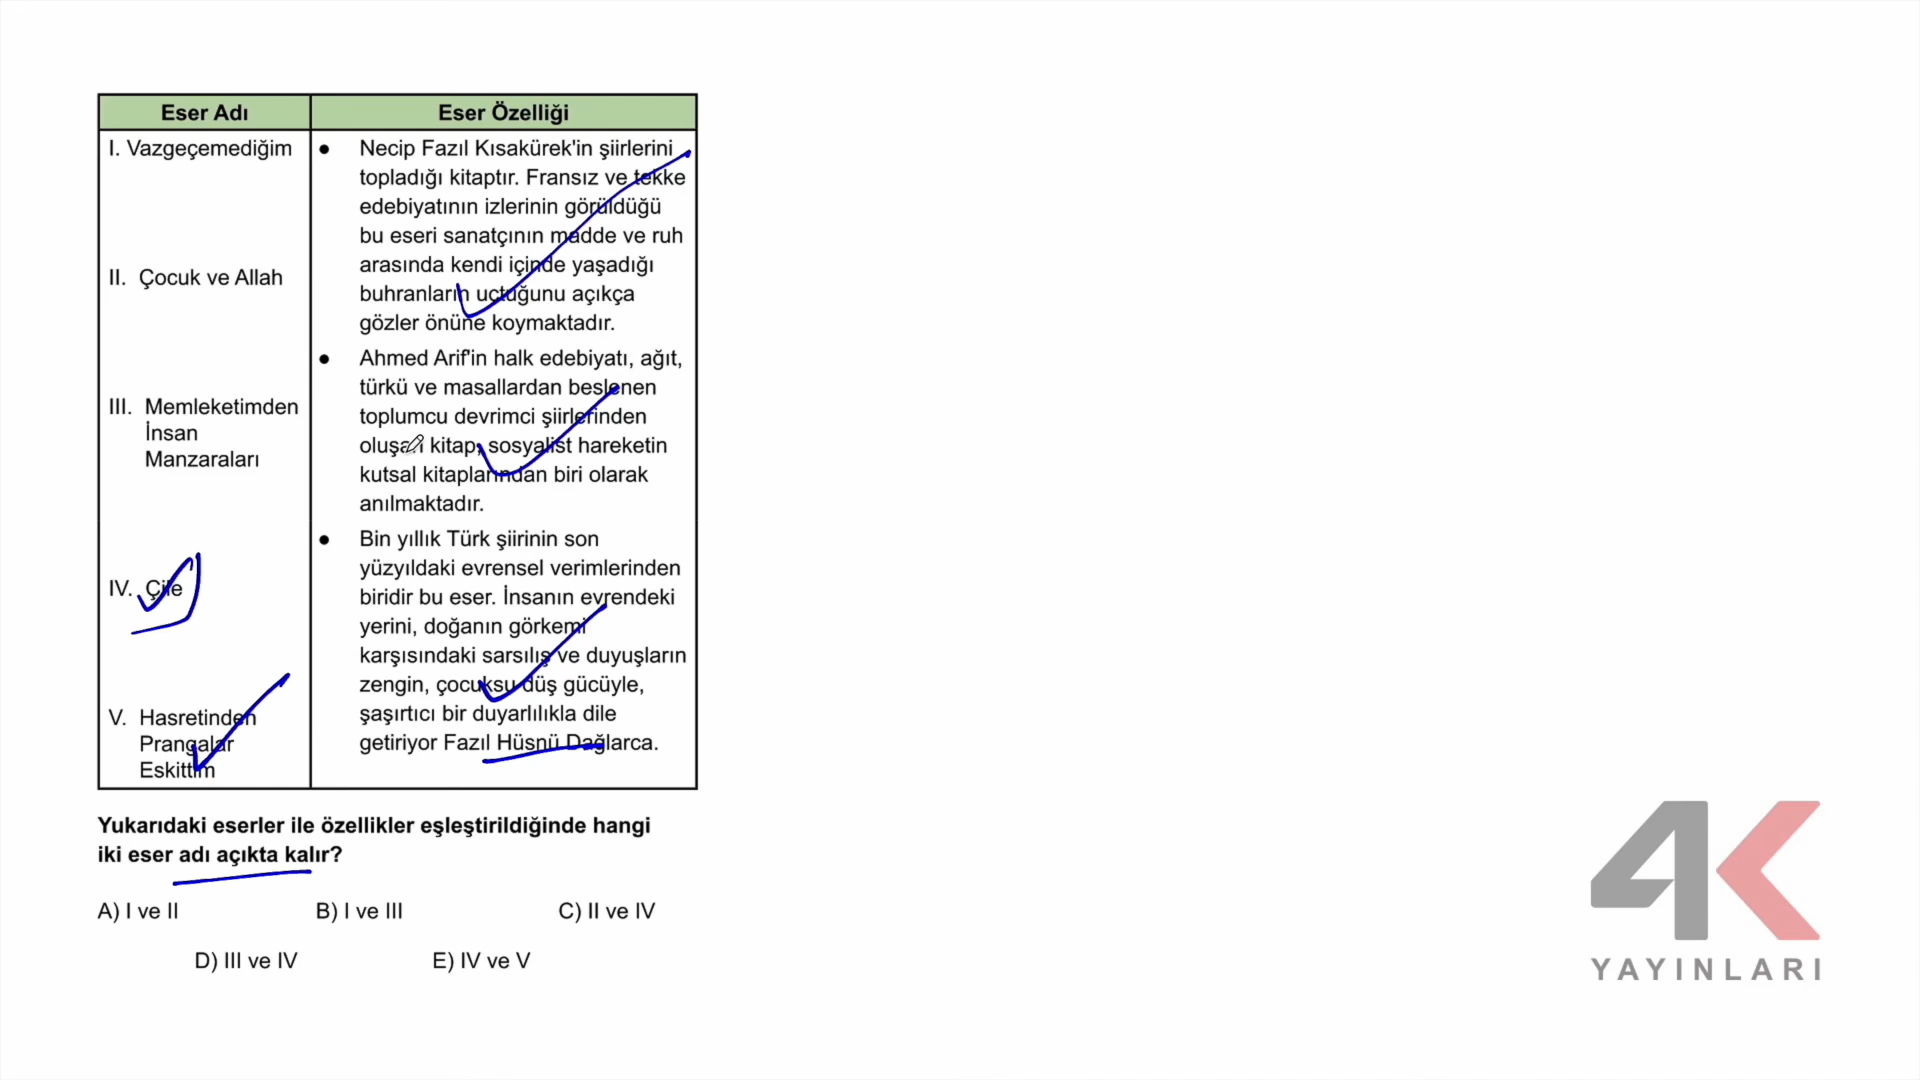 Eser Adı
Eser Özelliği
I. Vazgeçemediğim
II. Çocuk ve Allah
III. Memleketimden
İnsan
Manzaraları
IV. Çile
V. Hasretinden
Prangalar
Eskittim
● Necip Fazıl Kısakürek'in şiirlerini
topladığı kitaptır. Fransız ve tekke
edebiyatının izlerinin görüldüğü
bu eseri sanatçının madde ve ruh
arasında kendi içinde yaşadığı
buhranların uçtuğunu açıkça
gözler önüne koymaktadır.
● Ahmed Arif'in halk edebiyatı, ağıt,
türkü ve masallardan beslenen
toplumcu devrimci şiirlerinden
oluşan kitap, sosyalist hareketin
kutsal kitaplarından biri olarak
anılmaktadır.
● Bin yıllık Türk şiirinin son
yüzyıldaki evrensel verimlerinden
biridir bu eser. İnsanın evrendeki
yerini, doğanın görkemi
karşısındaki sarsılış ve duyuşların
zengin, çocuksu düş gücüyle,
şaşırtıcı bir duyarlılıkla dile
getiriyor Fazıl Hüsnü Dağlarca.
Yukarıdaki eserler ile özellikler eşleştirildiğinde hangi
iki eser adı açıkta kalır?
A) I ve II B) I ve III C) II ve IV
D) III ve IV E) IV ve V
4K
YAYINLARI